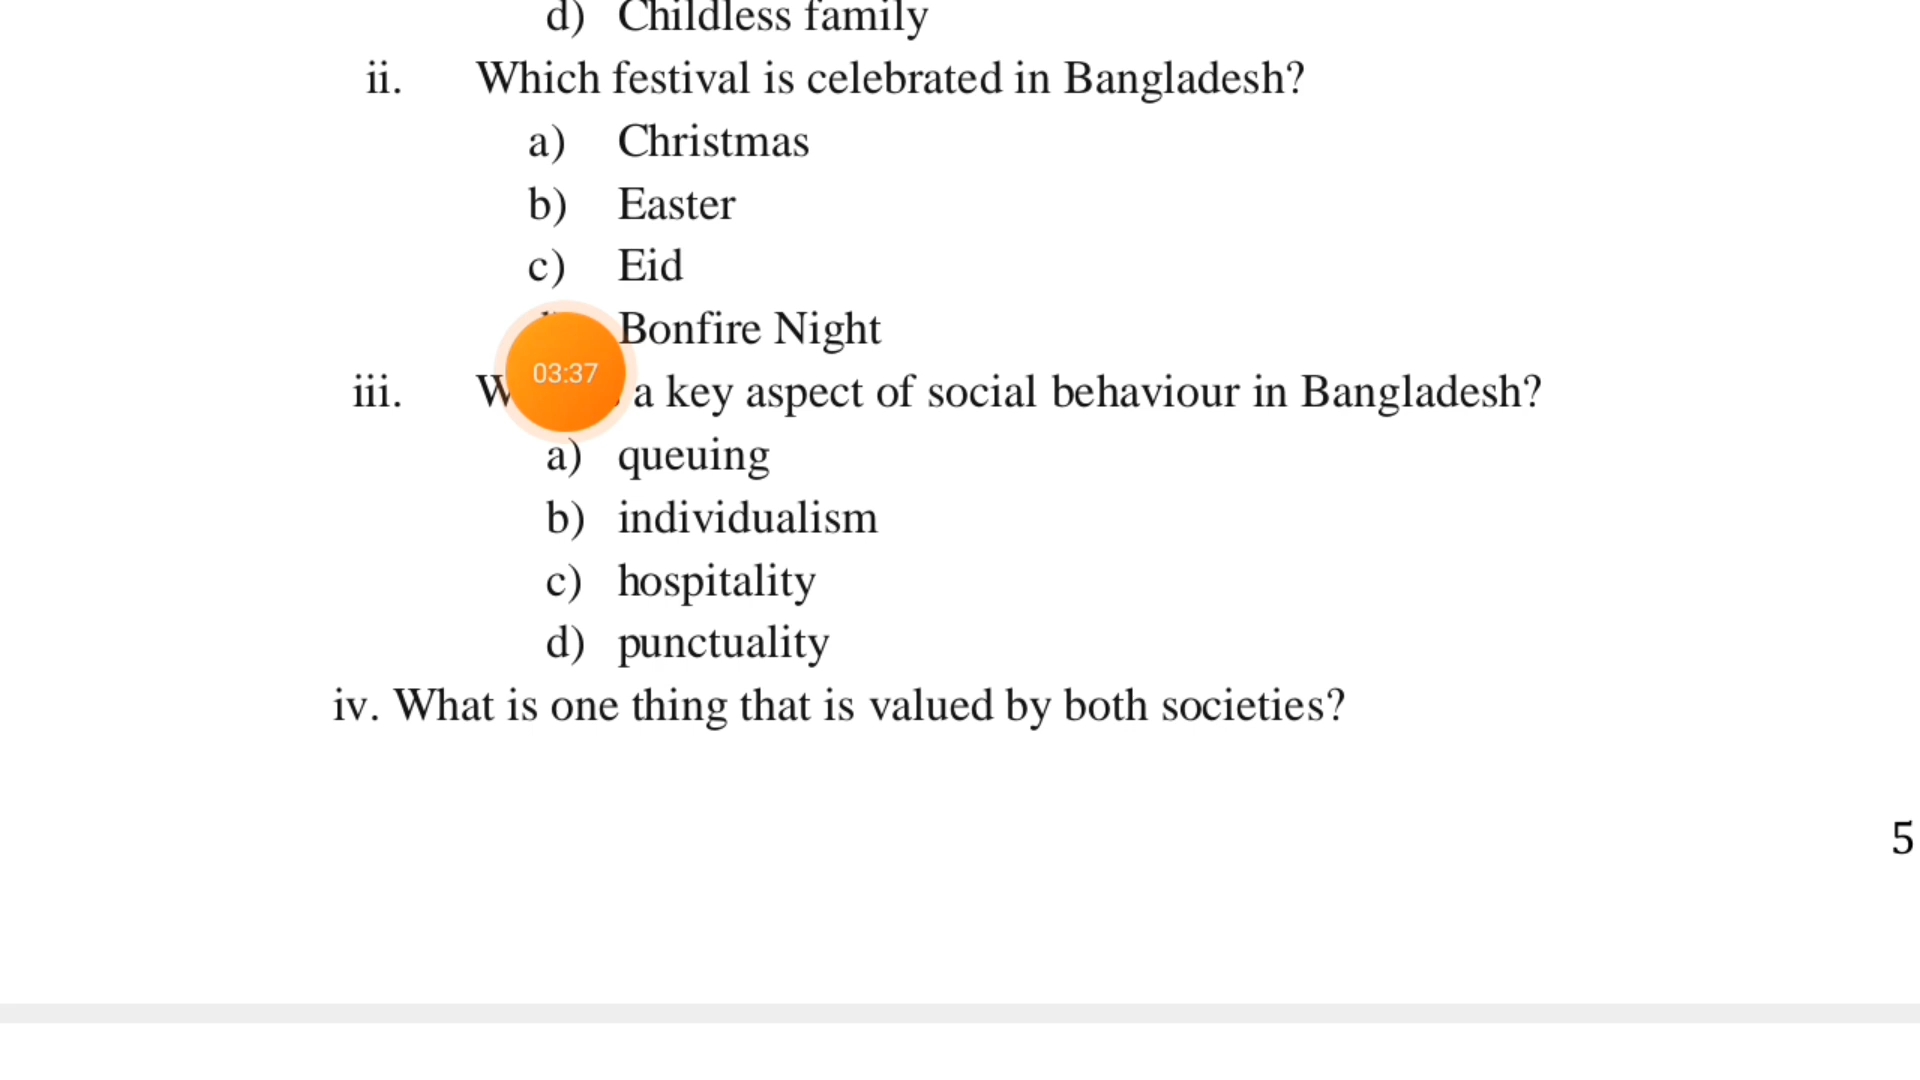 d) Childless family
ii. Which festival is celebrated in Bangladesh?
a) Christmas
b) Easter
c) Eid
Bonfire Night
03:37
iii. a key aspect of social behaviour in Bangladesh?
a) queuing
b) individualism
c) hospitality
d) punctuality
iv. What is one thing that is valued by both societies?
5